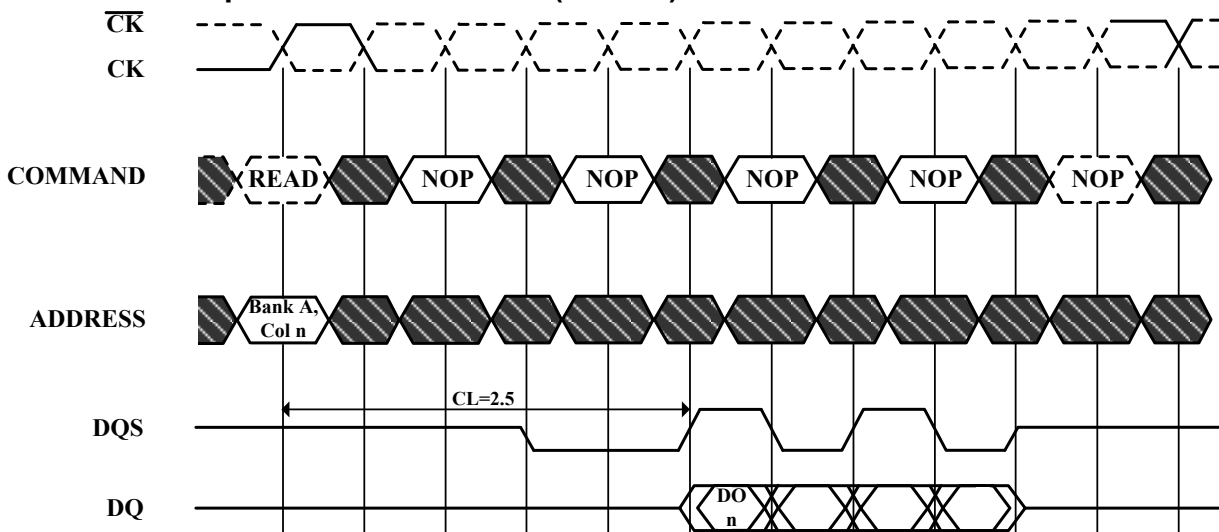 CK
CK
COMMAND READ NOP NOP NOP NOP NOP
ADDRESS Bank A,
Col n
CL=2.5
DQS
DQ DO
n